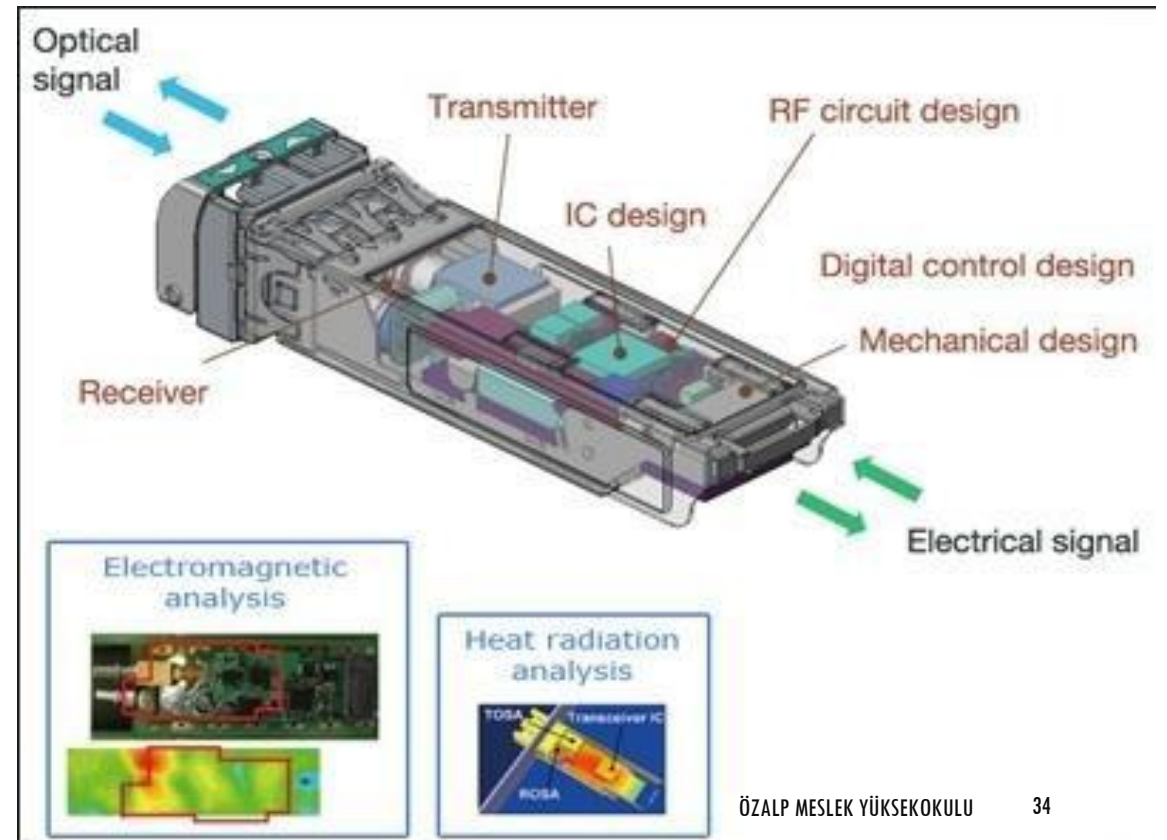 Optical
signal
Transmitter
RF circuit design
IC design
Digital control design
Mechanical design
Receiver
Electrical signal
Electromagnetic
analysis
Heat radiation
analysis
TOSA
Transceiver IC
ROSA
ÖZALP MESLEK YÜKSEKOKULU 34